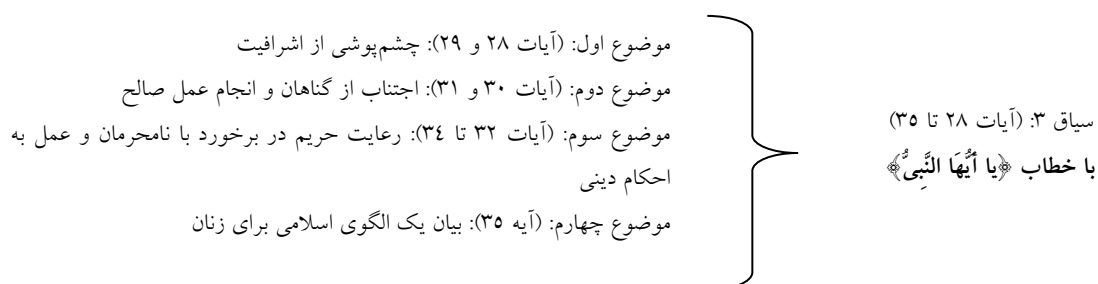 سیاق ۳: (آیات ۲۸ تا ۳۵)
با خطاب ﴿یا أَیُّهَا النَّبِیُّ﴾
موضوع اول: (آیات ۲۸ و ۲۹): چشم‌پوشی از اشرافیت
موضوع دوم: (آیات ۳۰ و ۳۱): اجتناب از گناهان و انجام عمل صالح
موضوع سوم: (آیات ۳۲ تا ۳٤): رعایت حریم در برخورد با نامحرمان و عمل به
احکام دینی
موضوع چهارم: (آیه ۳۵): بیان یک الگوی اسلامی برای زنان